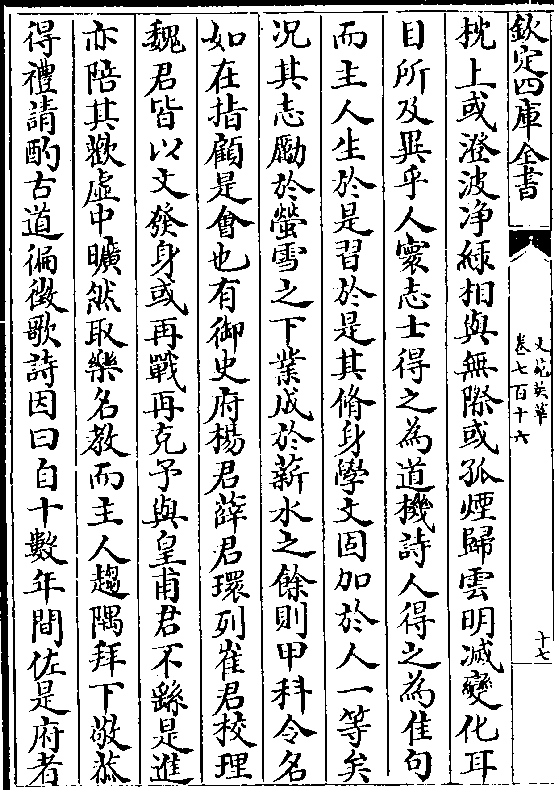 欽定四庫全書
文苑英華
卷七百十六
十七
枕上或澄波净緑相與無際或孤煙歸雲明滅變化耳
目所及異乎人寰志士得之為道機詩人得之為佳句
而主人生於是習於是其脩身學文固加於人一等矣
况其志勵於螢雪之下業成於薪水之餘則甲科令名
如在指顧是會也有御史府楊君薛君環列崔君校理
魏君皆以文發身或再戰再克予與皇甫君不繇是進
亦陪其歡虚中曠然取樂名教而主人趨隅拜下敬恭
得禮請酌古道徧徴歌詩因曰自十數年間佐是府者